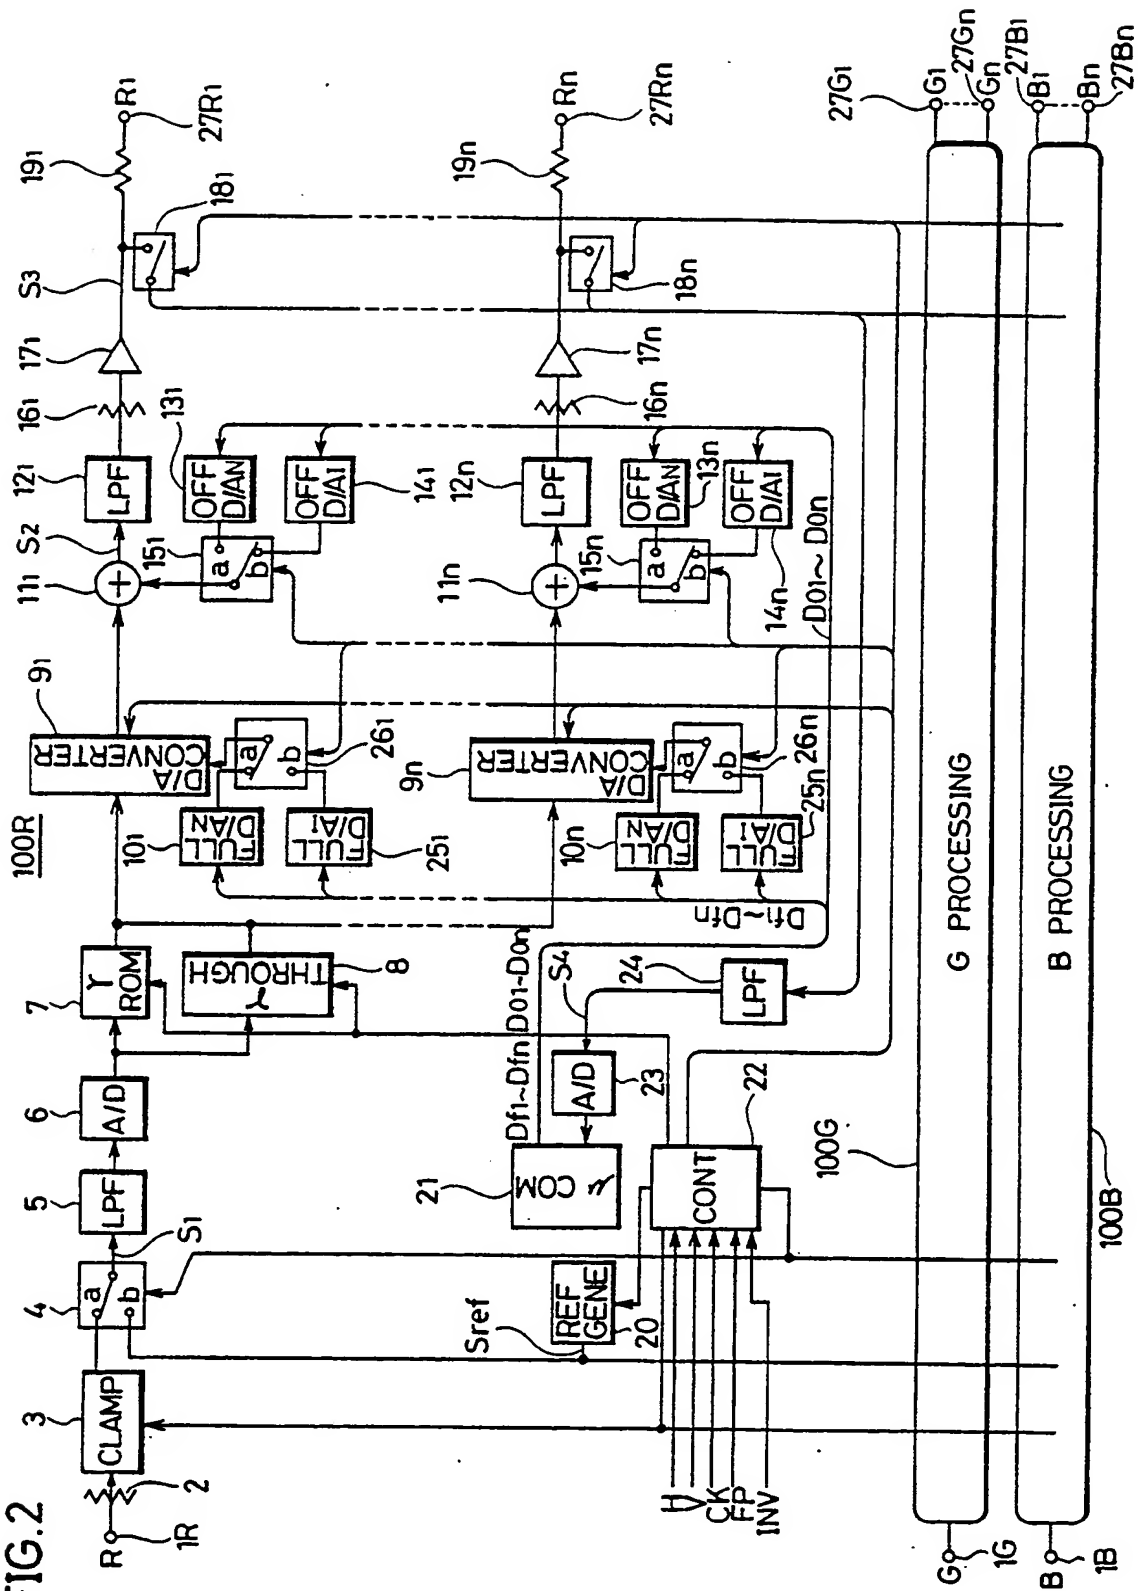 FIG.2
100R
R
1R
2
CLAMP
3
a
b
4
S1
LPF
5
A/D
6
γ
ROM
7
THROUGH
γ
8
D/A
CONVERTER
91
FULL
D/AN
101
FULL
D/AI
251
a
b
261
+
111
S2
LPF
121
OFF
D/AN
131
OFF
D/AI
141
a
b
151
161
171
S3
181
191
R1
27R1
D/A
CONVERTER
9n
FULL
D/AN
10n
FULL
D/AI
25n
a
b
26n
+
11n
LPF
12n
OFF
D/AN
13n
OFF
D/AI
14n
a
b
15n
16n
17n
18n
19n
Rn
27Rn
Sref
REF
GENE
20
μ COM
21
Df1~Dfn D01~D0n
Df1~Dfn
D01~D0n
S4
A/D
23
LPF
24
CONT
22
H
V
CK
FP
INV
G
1G
100G
G PROCESSING
27G1
G1
27Gn
Gn
B
1B
100B
B PROCESSING
27B1
B1
Bn
27Bn